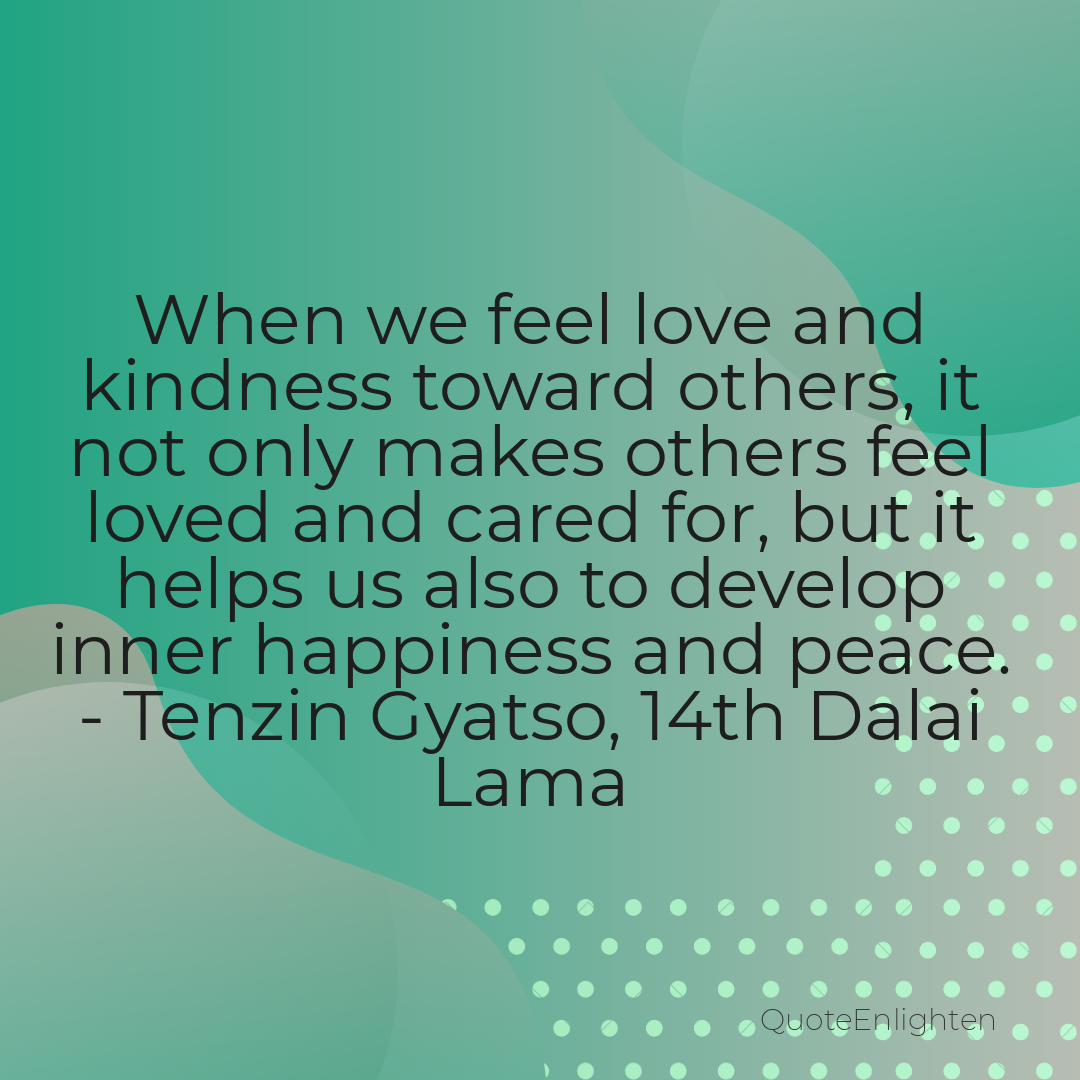 When we feel love and
kindness toward others, it
not only makes others feel
loved and cared for, but it
helps us also to develop
inner happiness and peace.
- Tenzin Gyatso, 14th Dalai
Lama
QuoteEnlighten